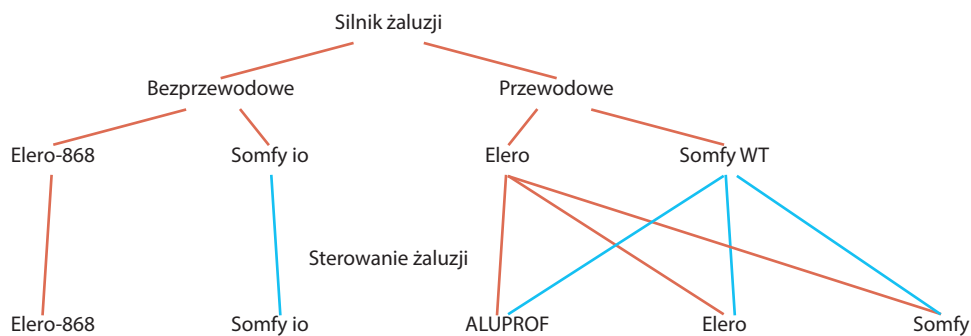 Silnik żaluzji
Bezprzewodowe
Przewodowe
Elero-868
Somfy io
Elero
Somfy WT
Sterowanie żaluzji
Elero-868
Somfy io
ALUPROF
Elero
Somfy